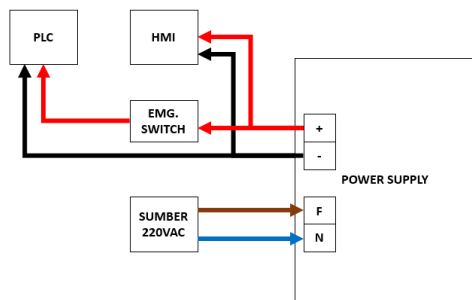 PLC
HMI
EMG.
SWITCH
+
-
POWER SUPPLY
SUMBER
220VAC
F
N